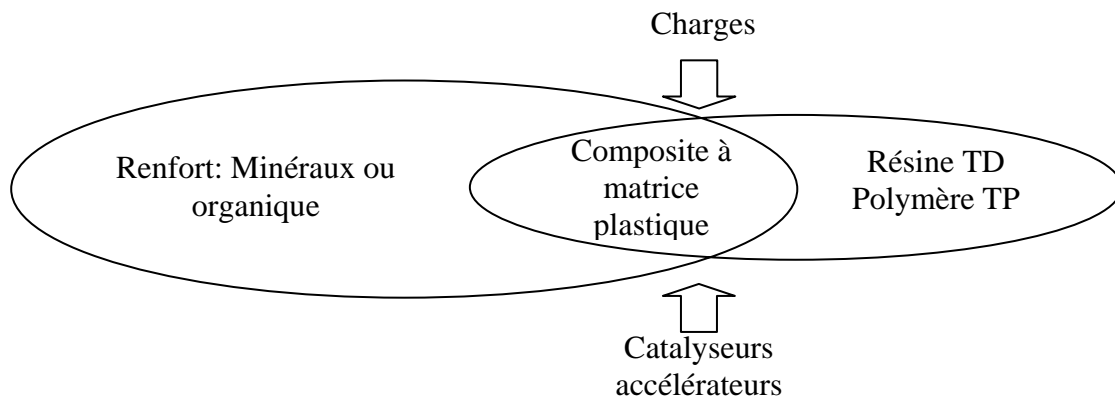 Charges
Renfort: Minéraux ou
organique
Composite à
matrice
plastique
Résine TD
Polymère TP
Catalyseurs
accélérateurs